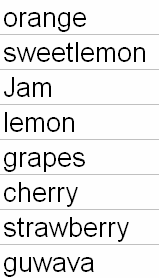 orange
sweetlemon
Jam
lemon
grapes
cherry
strawberry
guwava